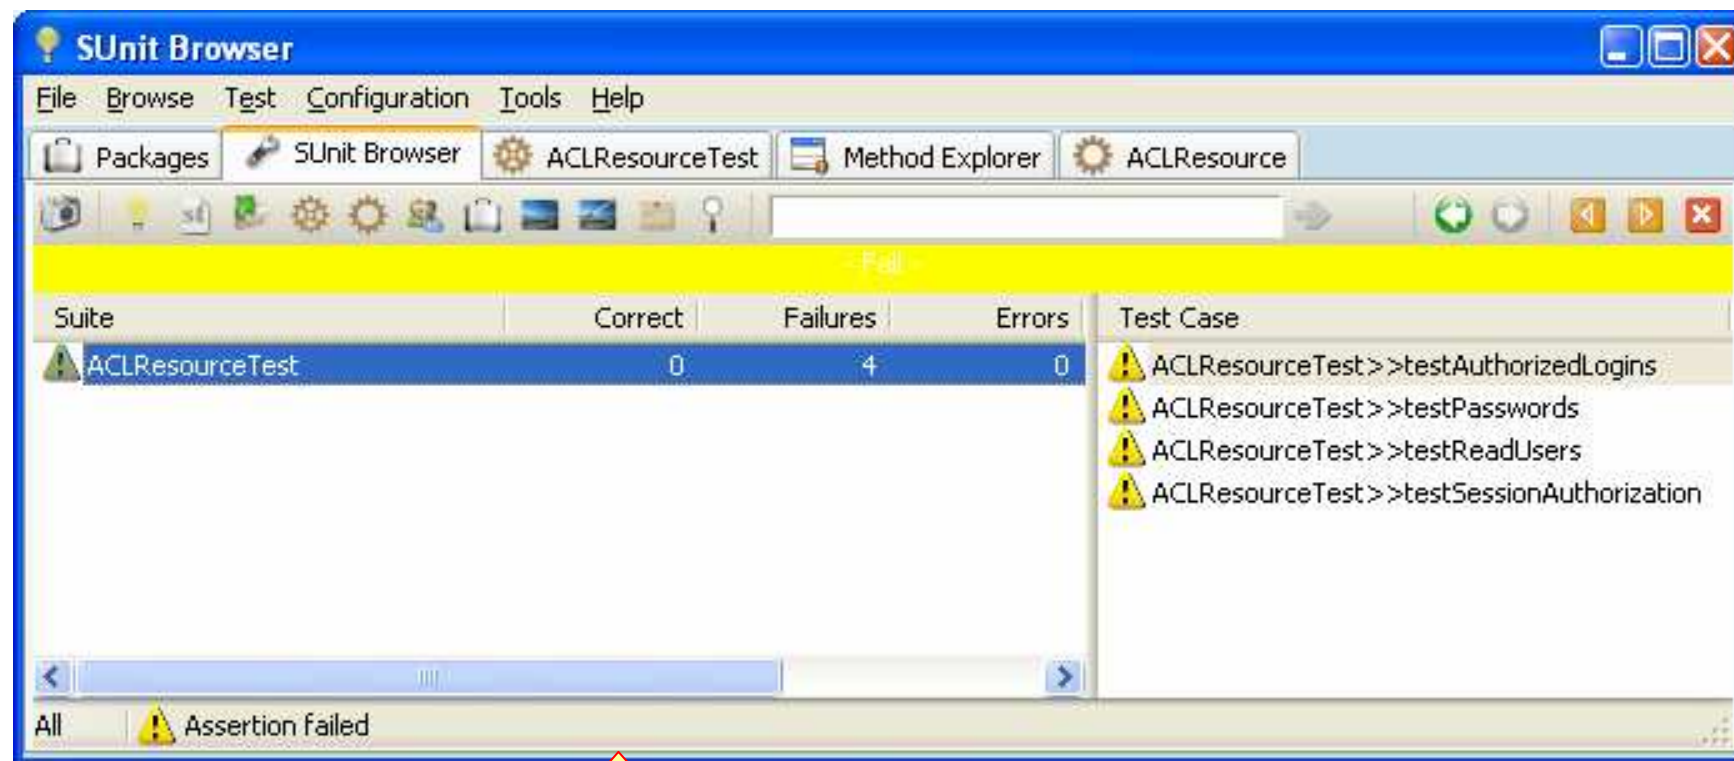 SUnit Browser
File Browse Test Configuration Tools Help
Packages SUnit Browser ACLResourceTest Method Explorer ACLResource
- Fail -
Suite Correct Failures Errors Test Case
ACLResourceTest 0 4 0 ACLResourceTest>>testAuthorizedLogins
ACLResourceTest>>testPasswords
ACLResourceTest>>testReadUsers
ACLResourceTest>>testSessionAuthorization
All Assertion failed